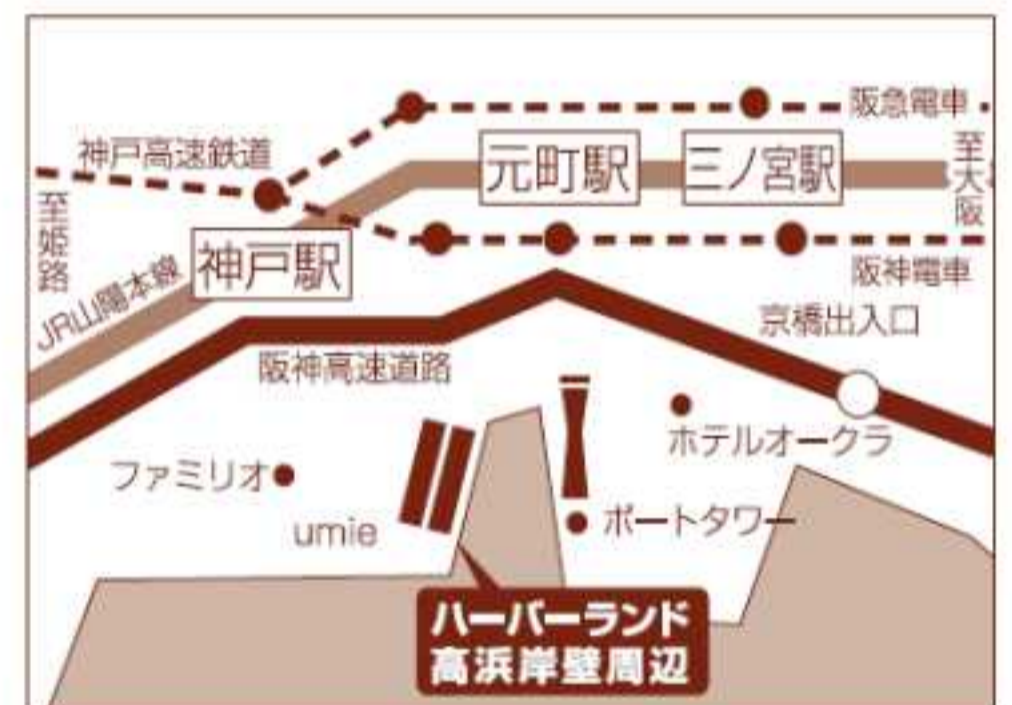 阪急電車
神戸高速鉄道
元町駅
三ノ宮駅
至大阪
至姫路
神戸駅
阪神電車
JR山陽本線
京橋出入口
阪神高速道路
ホテルオークラ
ファミリオ
ポートタワー
umie
ハーバーランド
高浜岸壁周辺